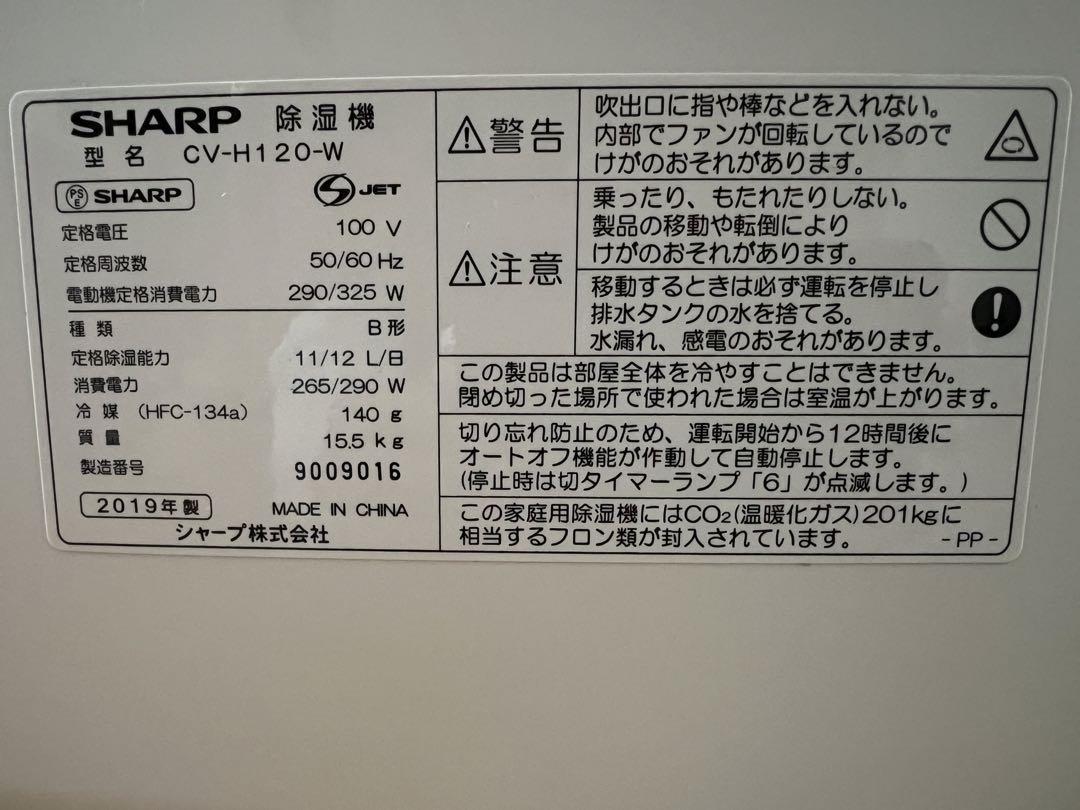 SHARP 除湿機
型名 CV-H120-W
PSE SHARP
S JET
定格電圧 100 V
定格周波数 50/60 Hz
電動機定格消費電力 290/325 W
種類 B形
定格除湿能力 11/12 L/日
消費電力 265/290 W
冷媒 (HFC-134a) 140 g
質量 15.5 kg
製造番号 9009016
2019年製 MADE IN CHINA
シャープ株式会社
警告
吹出口に指や棒などを入れない。
内部でファンが回転しているので
けがのおそれがあります。
注意
乗ったり、もたれたりしない。
製品の移動や転倒により
けがのおそれがあります。
移動するときは必ず運転を停止し
排水タンクの水を捨てる。
水漏れ、感電のおそれがあります。
この製品は部屋全体を冷やすことはできません。
閉め切った場所で使われた場合は室温が上がります。
切り忘れ防止のため、運転開始から12時間後に
オートオフ機能が作動して自動停止します。
(停止時は切タイマーランプ「6」が点滅します。)
この家庭用除湿機にはCO₂(温暖化ガス)201kgに
相当するフロン類が封入されています。 -PP-